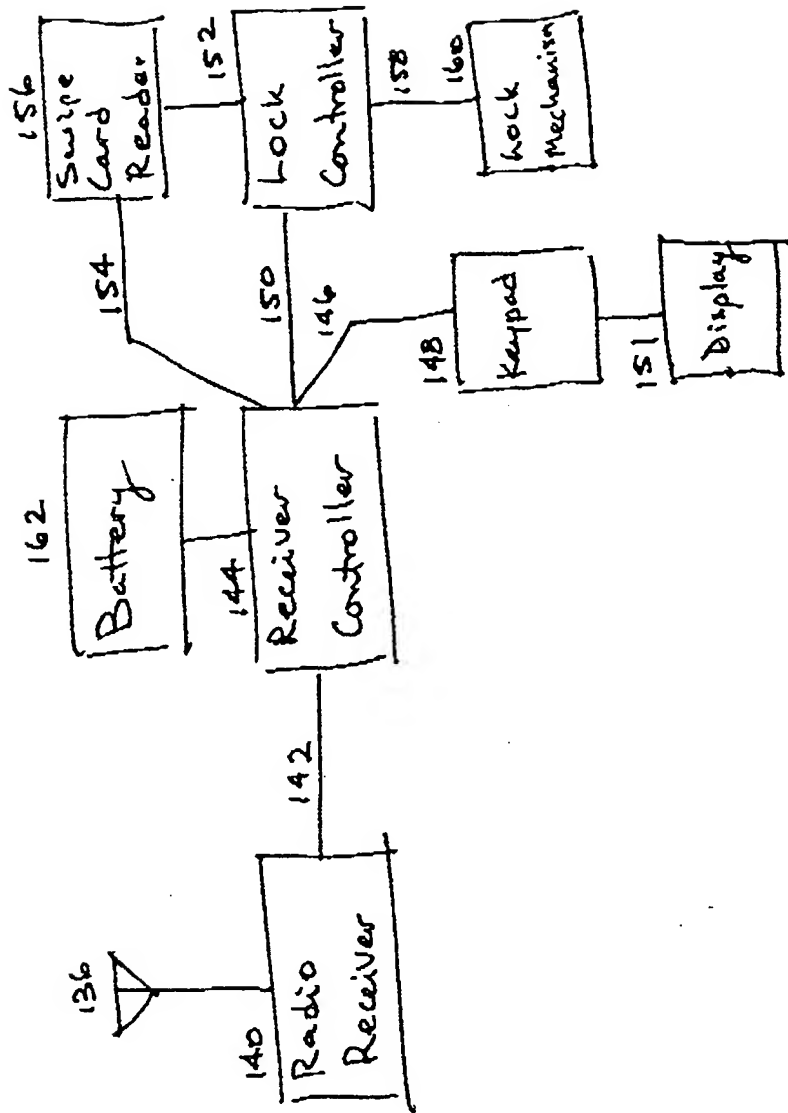 162
156
Battery
Swipe
Card
Reader
136
154
152
140
Radio
Receiver
142
144
Receiver
Controller
150
Lock
Controller
146
158
148
Keypad
160
Lock
Mechanism
151
Display